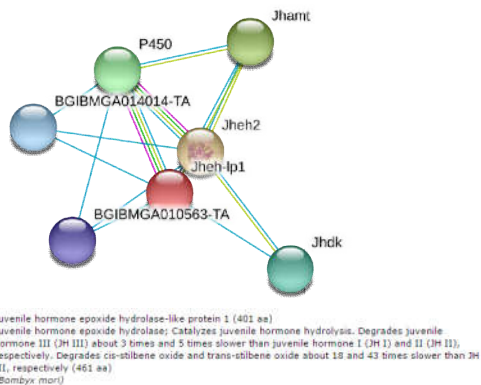 Jhamt
P450
BGIBMGA014014-TA
Jheh2
Jheh-lp1
BGIBMGA010563-TA
Jhdk
uvenile hormone epoxide hydrolase-like protein 1 (401 aa)
uvenile hormone epoxide hydrolase; Catalyzes juvenile hormone hydrolysis. Degrades juvenile
ormone III (JH III) about 3 times and 5 times slower than juvenile hormone I (JH I) and II (JH II),
espectively. Degrades cis-stilbene oxide and trans-stilbene oxide about 18 and 43 times slower than JH
II, respectively (461 aa)
Bombyx mori)